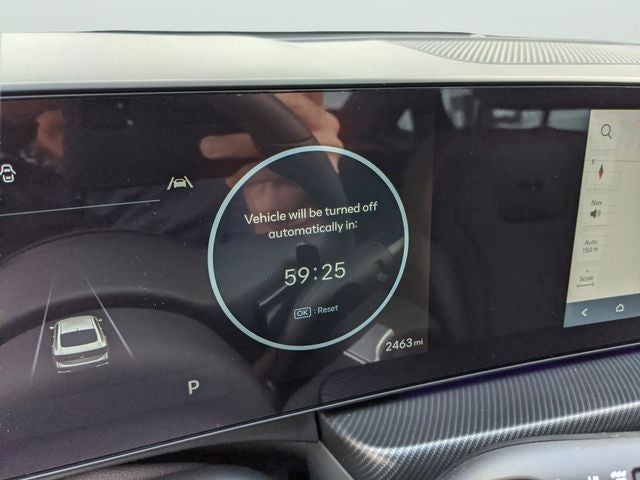 Vehicle will be turned off
automatically in:
59:25
OK : Reset
2463 mi
P
S
Nav
Auto
150 ft
Scale